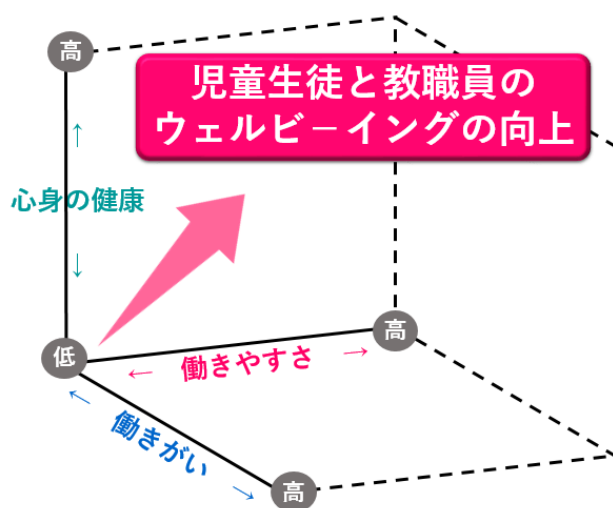 高
児童生徒と教職員の
ウェルビーイングの向上
↑
心身の健康
↓
低
← 働きやすさ →
高
← 働きがい →
高